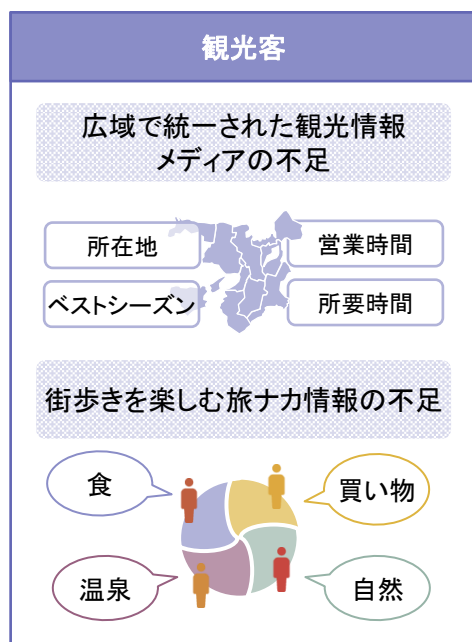 観光客
広域で統一された観光情報
メディアの不足
所在地
営業時間
ベストシーズン
所要時間
街歩きを楽しむ旅ナカ情報の不足
食
買い物
温泉
自然